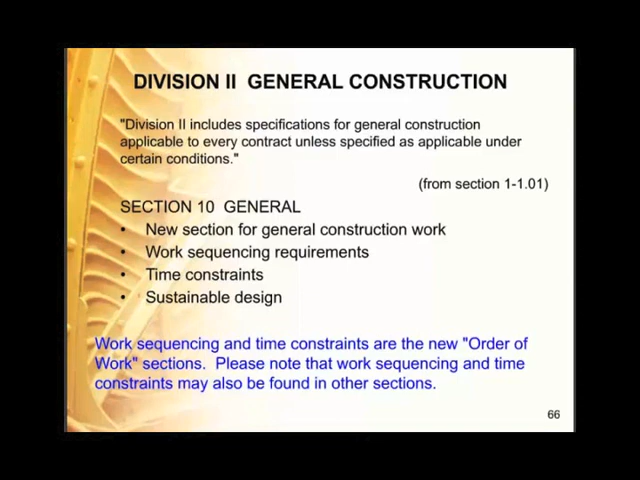 DIVISION II  GENERAL CONSTRUCTION
"Division II includes specifications for general construction
applicable to every contract unless specified as applicable under
certain conditions."
(from section 1-1.01)
SECTION 10  GENERAL
• New section for general construction work
• Work sequencing requirements
• Time constraints
• Sustainable design
Work sequencing and time constraints are the new "Order of
Work" sections.  Please note that work sequencing and time
constraints may also be found in other sections.
66